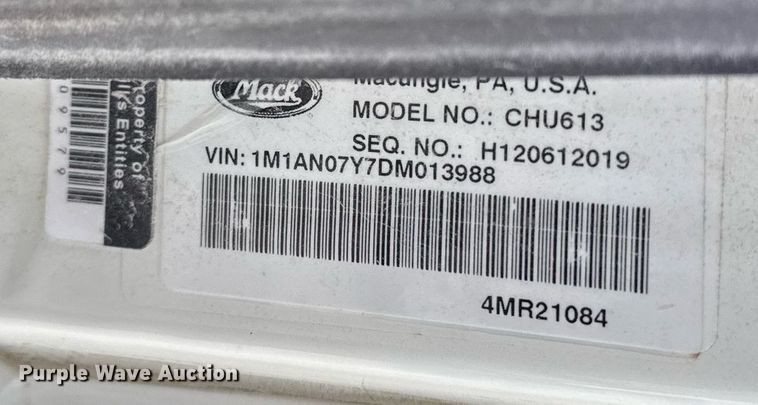 Mack
Macungie, PA, U.S.A.
MODEL NO.: CHU613
SEQ. NO.: H120612019
VIN: 1M1AN07Y7DM013988
4MR21084
roperty of
Entities
09579
Purple Wave Auction